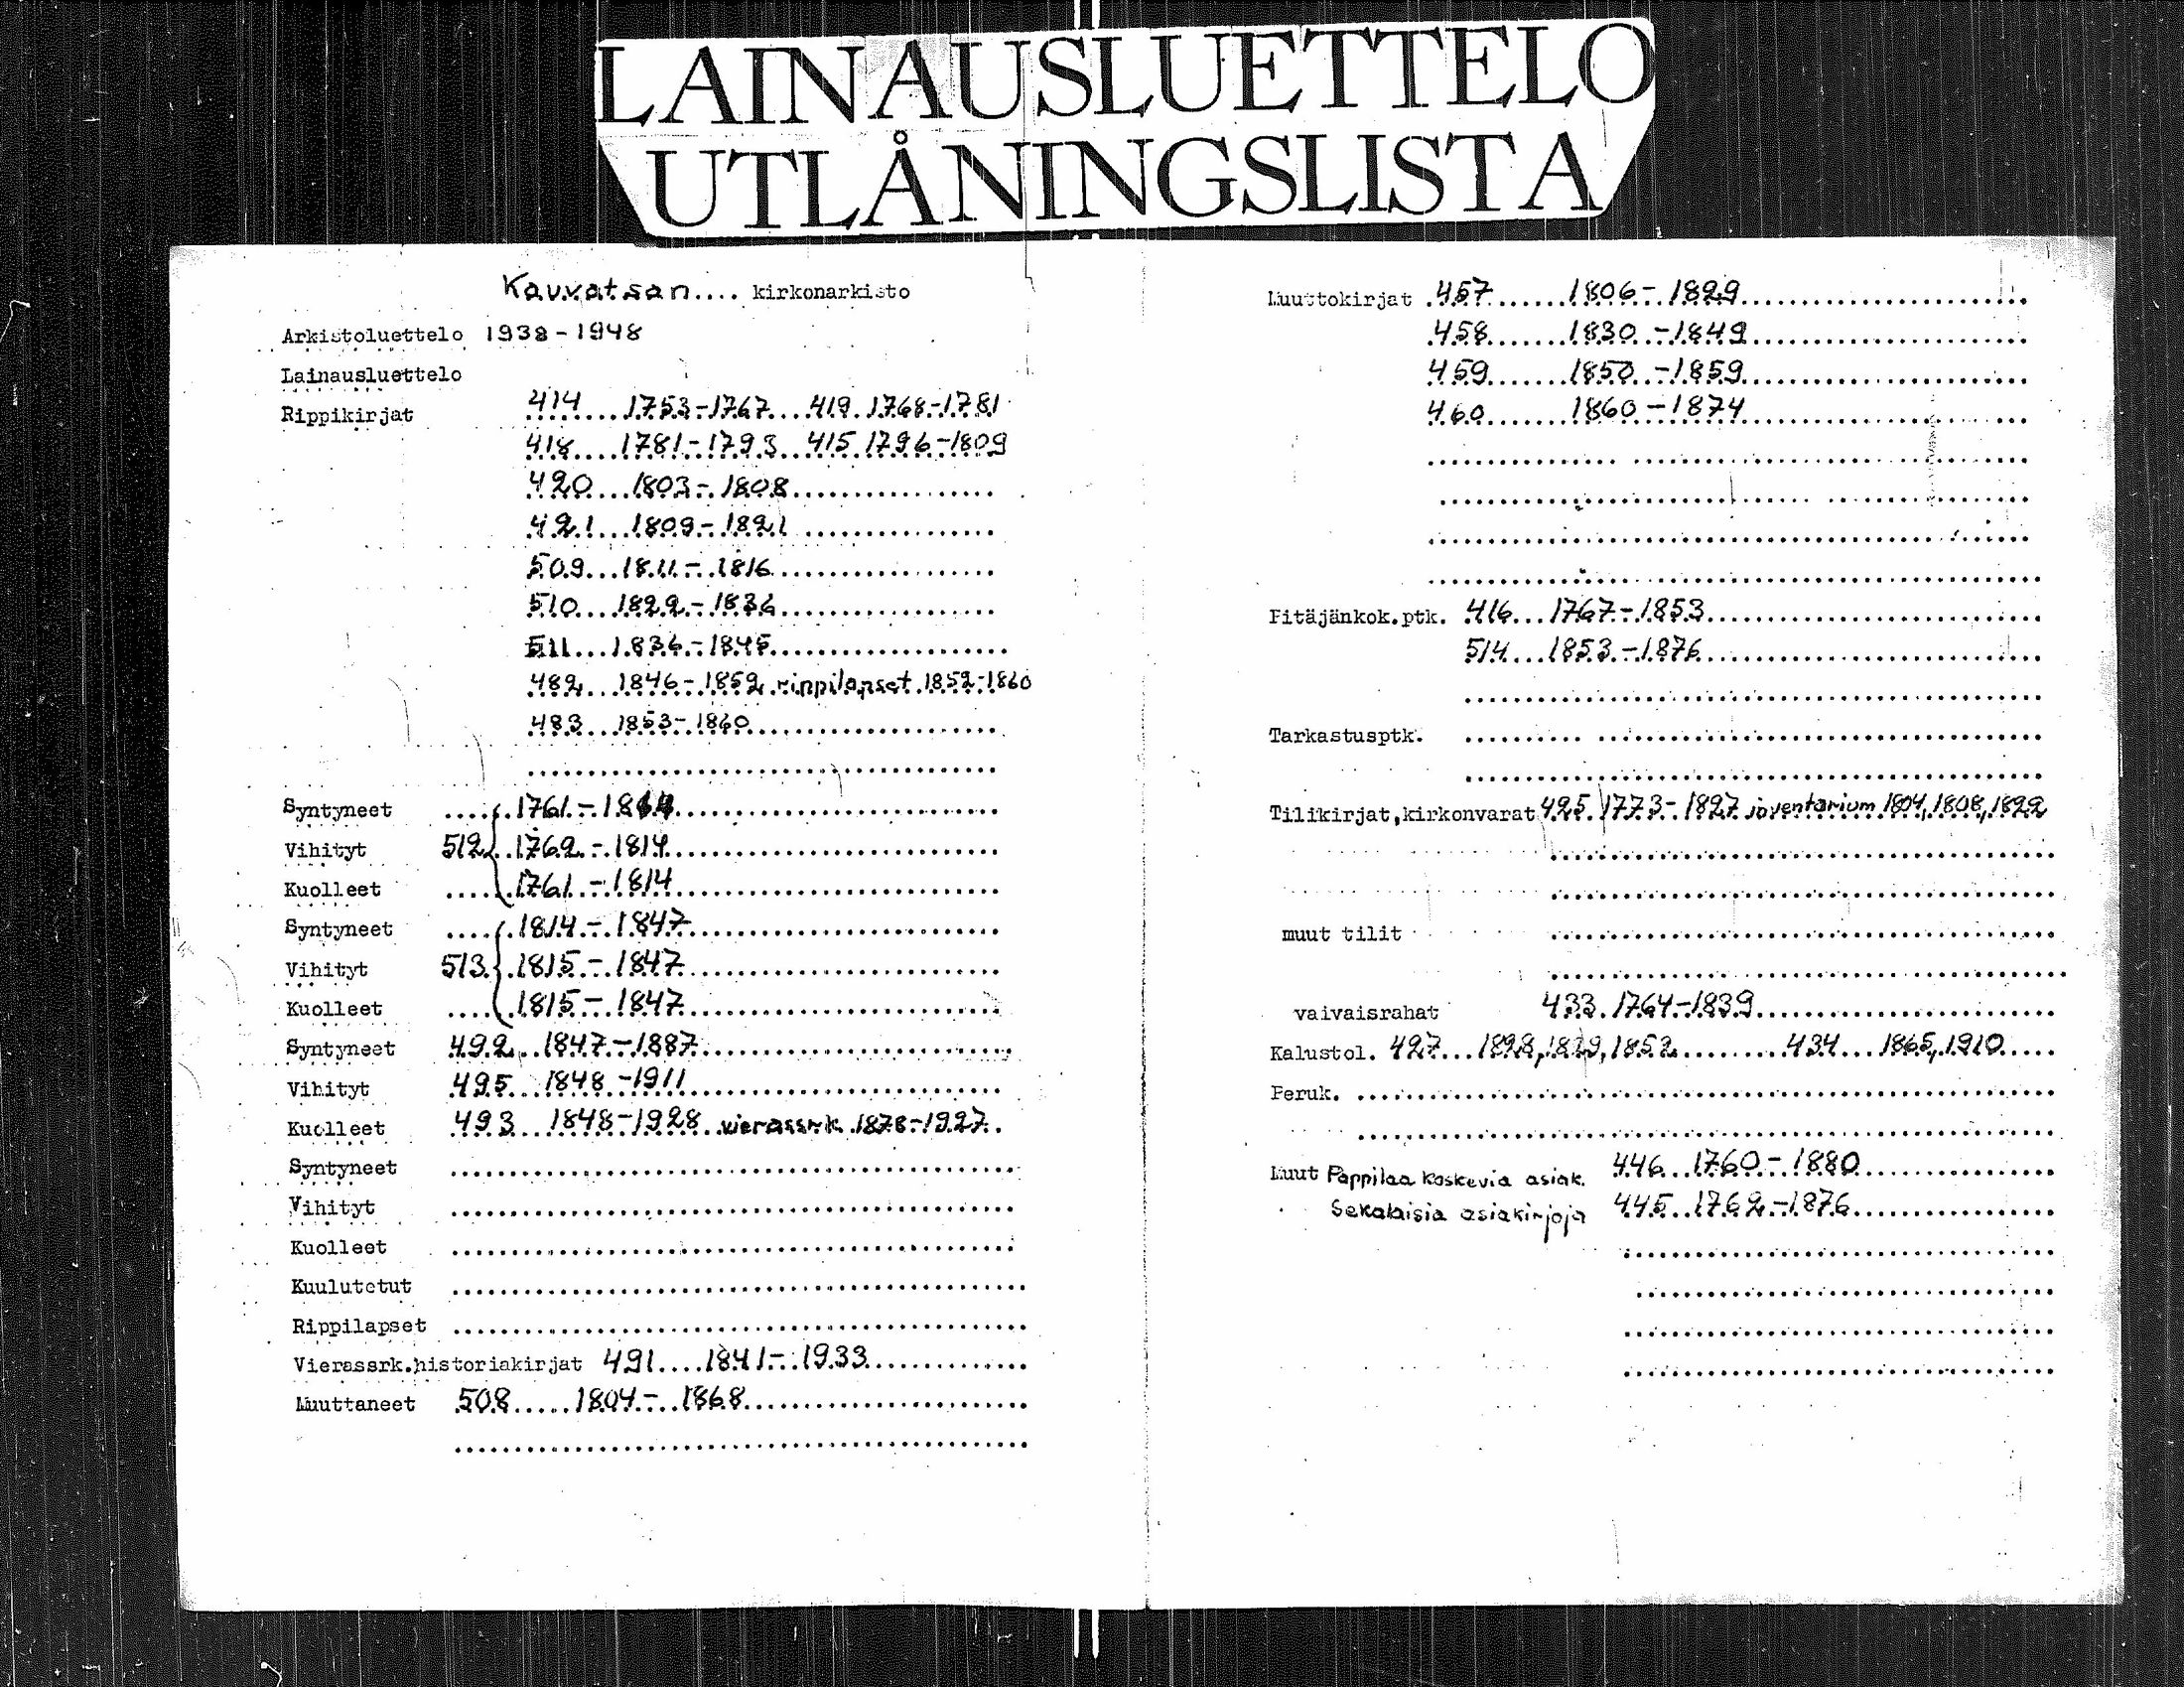 LAINAUSLUETTELO
UTLÅNINGSLISTA
Kauvatsan.... kirkonarkisto
Arkistoluettelo 1938-1948
Lainausluettelo
Rippikirjat 414....1753-1767...419.1768-1781
418....1781-1793...415 1796-1809
420...1803-1808
421...1809-1821
509...1811-1816
510...1822-1836
511...1836-1845
482...1846-1852.rippilapset.1852-1860
483...1853-1860
Syntyneet ....1761-1814
Vihityt 512 1762-1814
Kuolleet ....1761-1814
Syntyneet ....1814-1847
Vihityt 513 1815-1847
Kuolleet ....1815-1847
Syntyneet 492...1847-1887
Vihityt 495...1848-1911
Kuolleet 493...1848-1928..vierassrk.1878-1927..
Syntyneet
Vihityt
Kuolleet
Kuulutetut
Rippilapset
Vierassrk.historiakirjat 491....1841-1933
Muuttaneet 508.....1804-1868
Muuttokirjat 457......1806-1829
458.......1830-1849
459.......1850-1859
460.......1860-1874
Pitäjänkok.ptk. 416...1767-1853
514....1853-1876
Tarkastusptk.
Tilikirjat,kirkonvarat 425.1773-1827 inventarium 1804,1808,1822
muut tilit
vaivaisrahat 433.1764-1839
Kalustol. 427...1828,1829,1852.........434...1865,1910
Peruk.
Muut Pappilaa koskevia asiak. 446..1760-1880
Sekalaisia asiakirjoja 445..1762-1876